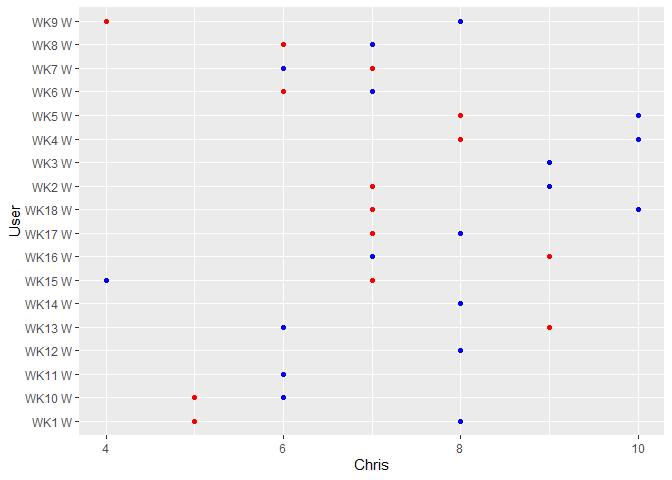 WK9 W
WK8 W
WK7 W
WK6 W
WK5 W
WK4 W
WK3 W
WK2 W
WK18 W
WK17 W
WK16 W
WK15 W
WK14 W
WK13 W
WK12 W
WK11 W
WK10 W
WK1 W
User
4 6 8 10
Chris